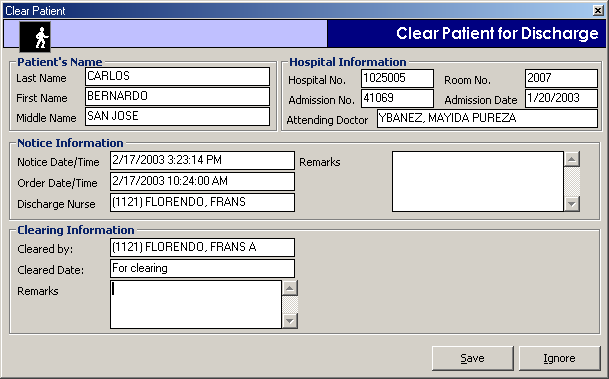 Clear Patient
Clear Patient for Discharge
Patient's Name
Last Name CARLOS
First Name BERNARDO
Middle Name SAN JOSE
Hospital Information
Hospital No. 1025005 Room No. 2007
Admission No. 41069 Admission Date 1/20/2003
Attending Doctor YBANEZ, MAYIDA PUREZA
Notice Information
Notice Date/Time 2/17/2003 3:23:14 PM Remarks
Order Date/Time 2/17/2003 10:24:00 AM
Discharge Nurse (1121) FLORENDO, FRANS
Clearing Information
Cleared by: (1121) FLORENDO, FRANS A
Cleared Date: For clearing
Remarks
Save Ignore